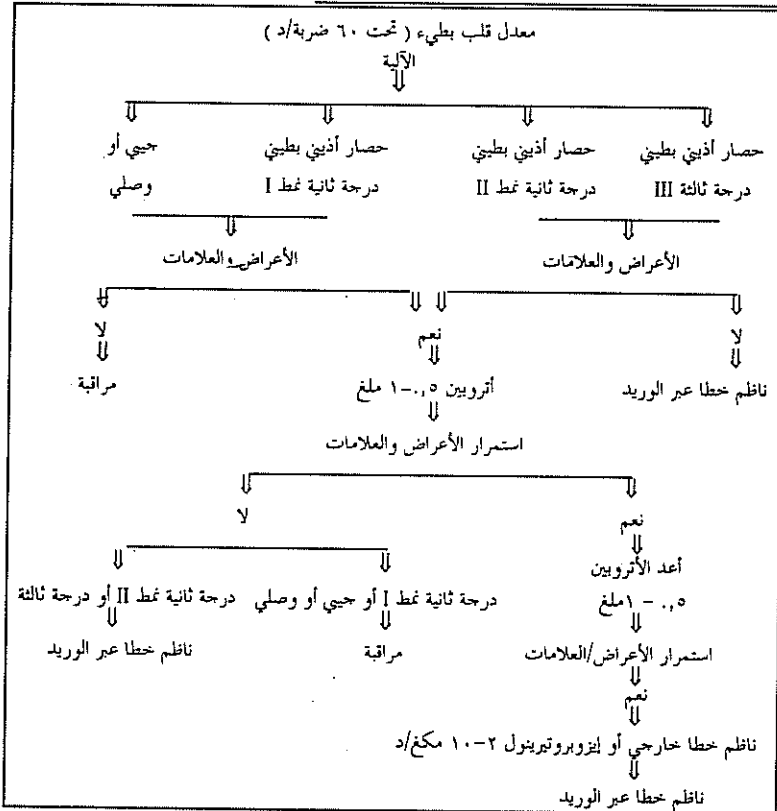 معدل قلب بطيء ( تحت ٦٠ ضربة/د )
الآلية
حصار أذيني بطيني حصار أذيني بطيني حصار أذيني بطيني جيبي أو
درجة ثالثة III درجة ثانية نمط II درجة ثانية نمط I وصلي
الأعراض والعلامات الأعراض والعلامات
لا نعم لا
ناظم خطا عبر الوريد أتروبين ٠,٥-١ ملغ مراقبة
استمرار الأعراض والعلامات
نعم لا
أعد الأتروبين
٠,٥ - ١ملغ درجة ثانية نمط I أو جيبي أو وصلي درجة ثانية نمط II أو درجة ثالثة
استمرار الأعراض/العلامات مراقبة ناظم خطا عبر الوريد
نعم
ناظم خطا خارجي أو إيزوبروتيرينول ٢-١٠ مكغ/د
ناظم خطا عبر الوريد